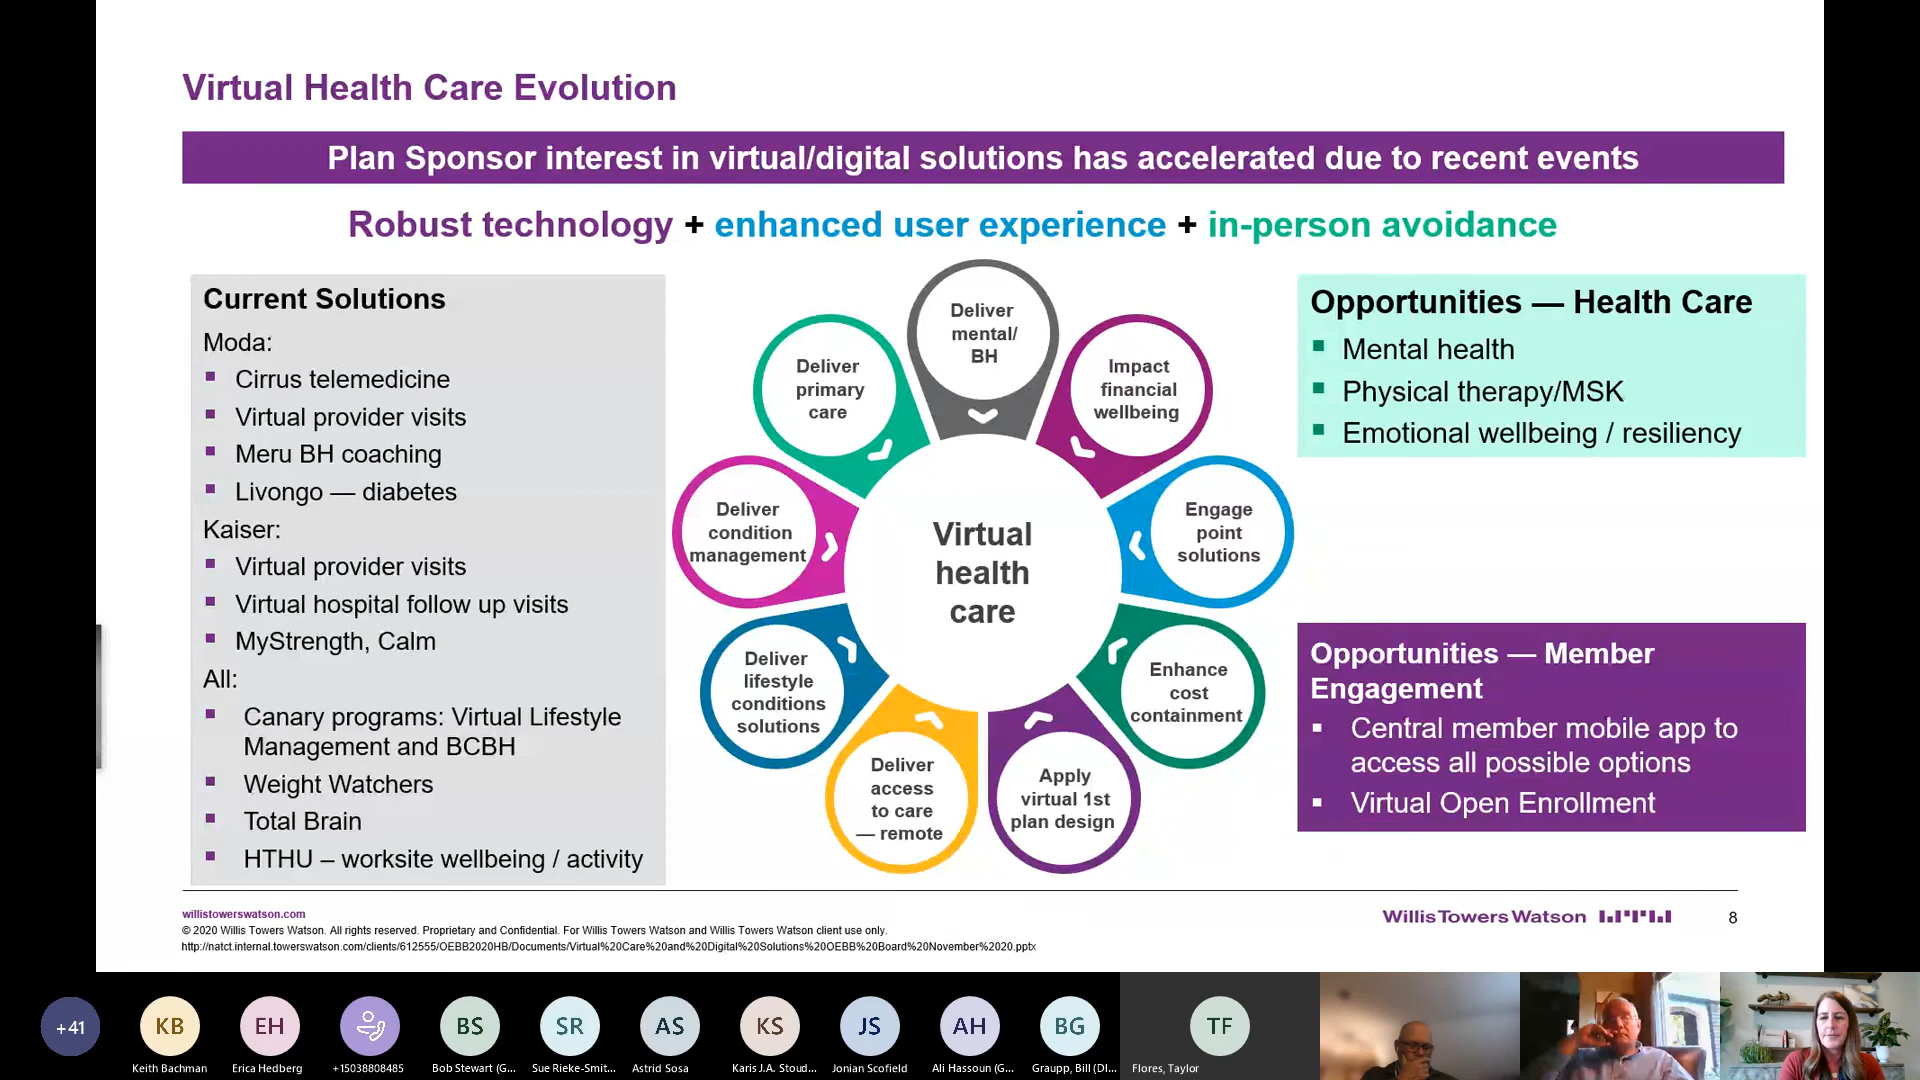 Virtual Health Care Evolution
Plan Sponsor interest in virtual/digital solutions has accelerated due to recent events
Robust technology + enhanced user experience + in-person avoidance
Current Solutions
Moda:
Cirrus telemedicine
Virtual provider visits
Meru BH coaching
Livongo — diabetes
Kaiser:
Virtual provider visits
Virtual hospital follow up visits
MyStrength, Calm
All:
Canary programs: Virtual Lifestyle
Management and BCBH
Weight Watchers
Total Brain
HTHU – worksite wellbeing / activity
Deliver
mental/
BH
Impact
financial
wellbeing
Engage
point
solutions
Enhance
cost
containment
Apply
virtual 1st
plan design
Deliver
access
to care
— remote
Deliver
lifestyle
conditions
solutions
Deliver
condition
management
Deliver
primary
care
Virtual
health
care
Opportunities — Health Care
Mental health
Physical therapy/MSK
Emotional wellbeing / resiliency
Opportunities — Member
Engagement
Central member mobile app to
access all possible options
Virtual Open Enrollment
willistowerswatson.com
© 2020 Willis Towers Watson. All rights reserved. Proprietary and Confidential. For Willis Towers Watson and Willis Towers Watson client use only.
http://natct.internal.towerswatson.com/clients/612555/OEBB2020HB/Documents/Virtual%20Care%20and%20Digital%20Solutions%20OEBB%20Board%20November%2020.pptx
Willis Towers Watson
8
+41
KB
EH
BS
SR
AS
KS
JS
AH
BG
TF
Keith Bachman
Erica Hedberg
+15038808485
Bob Stewart (G...
Sue Rieke-Smit...
Astrid Sosa
Karis J.A. Stoud...
Jonian Scofield
Ali Hassoun (G...
Graupp, Bill (DI...
Flores, Taylor